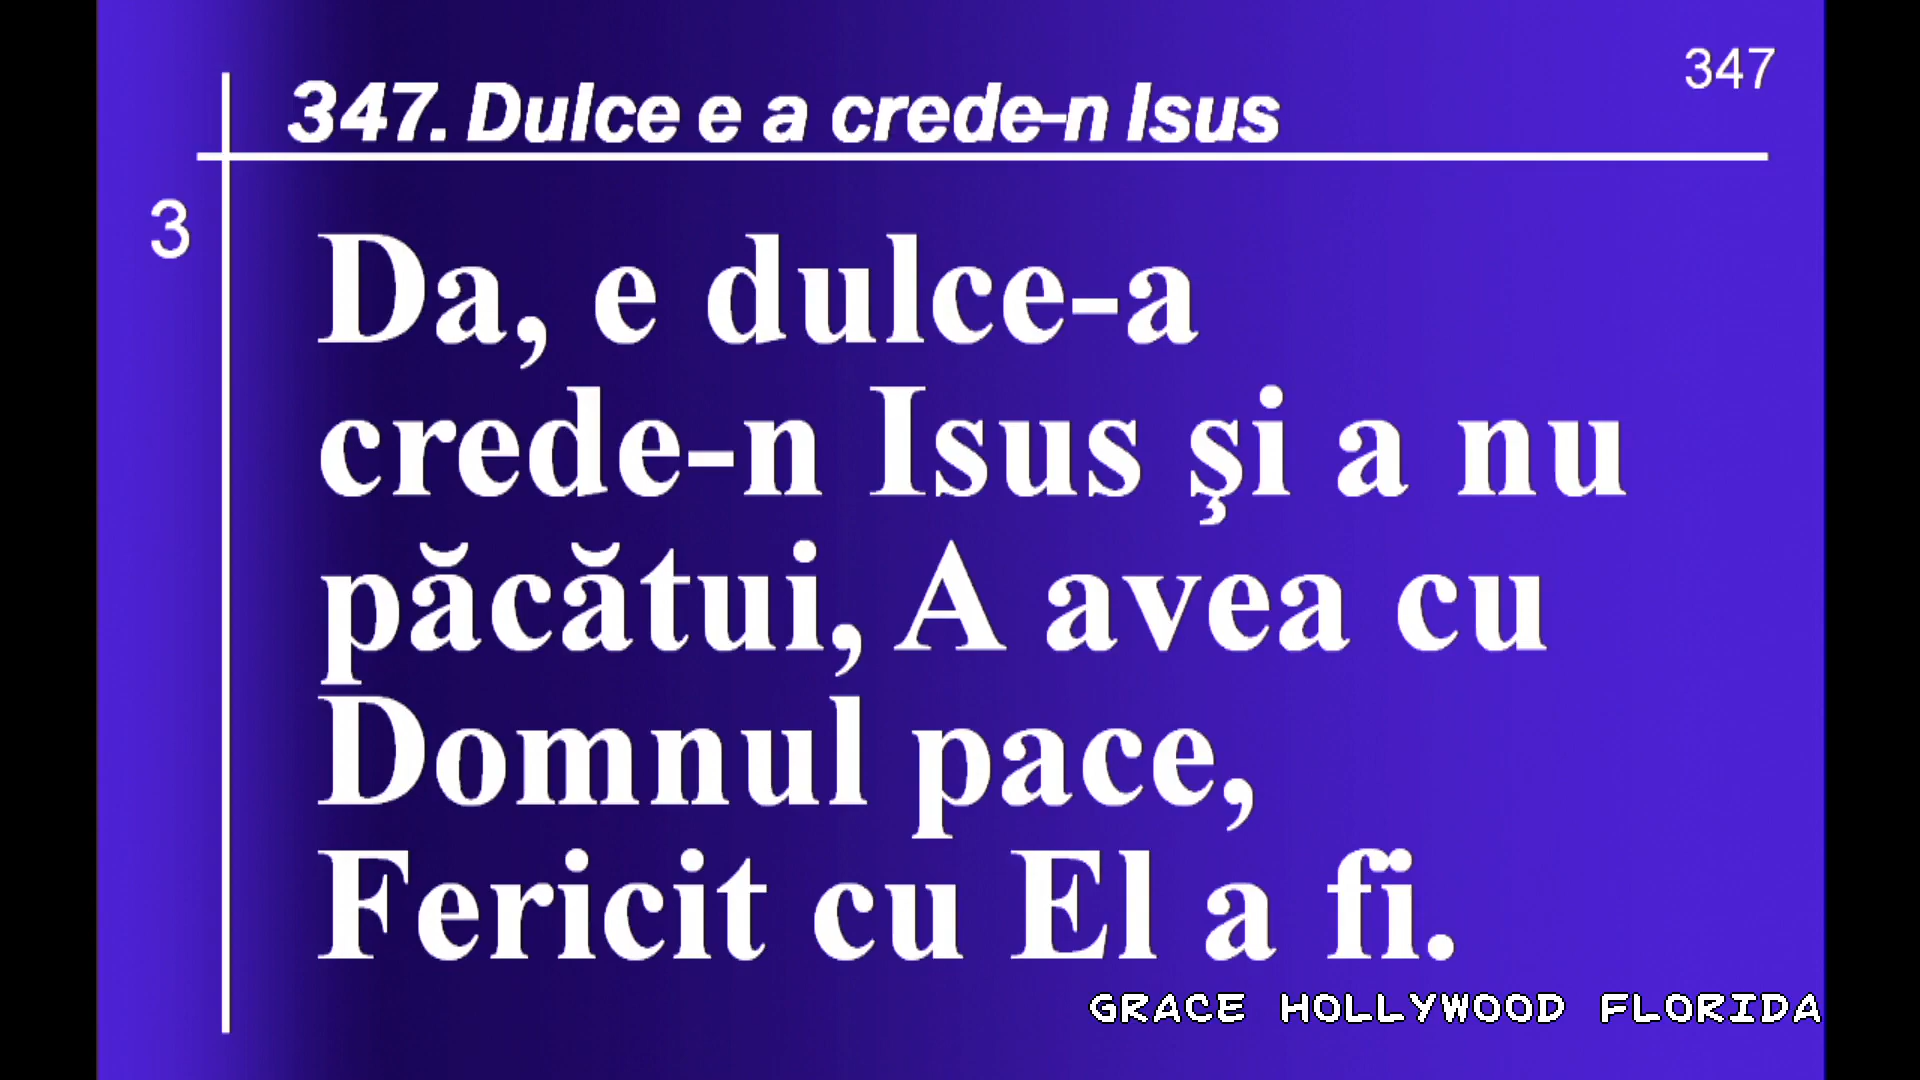 347
347. Dulce e a crede-n Isus
3
Da, e dulce-a
crede-n Isus şi a nu
păcătui, A avea cu
Domnul pace,
Fericit cu El a fi.
GRACE HOLLYWOOD FLORIDA